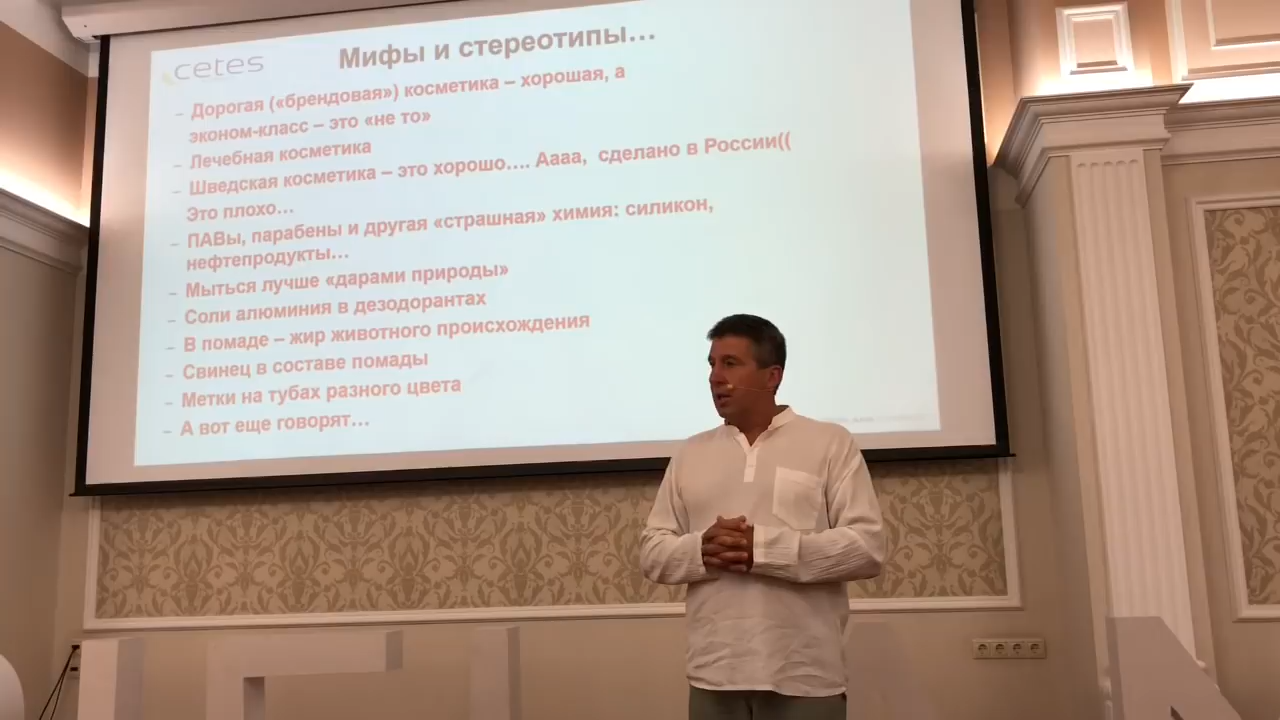 cetes
Мифы и стереотипы…
– Дорогая («брендовая») косметика – хорошая, а
эконом-класс – это «не то»
– Лечебная косметика
– Шведская косметика – это хорошо…. Аааа, сделано в России((
Это плохо…
– ПАВы, парабены и другая «страшная» химия: силикон,
нефтепродукты…
– Мыться лучше «дарами природы»
– Соли алюминия в дезодорантах
– В помаде – жир животного происхождения
– Свинец в составе помады
– Метки на тубах разного цвета
– А вот еще говорят…